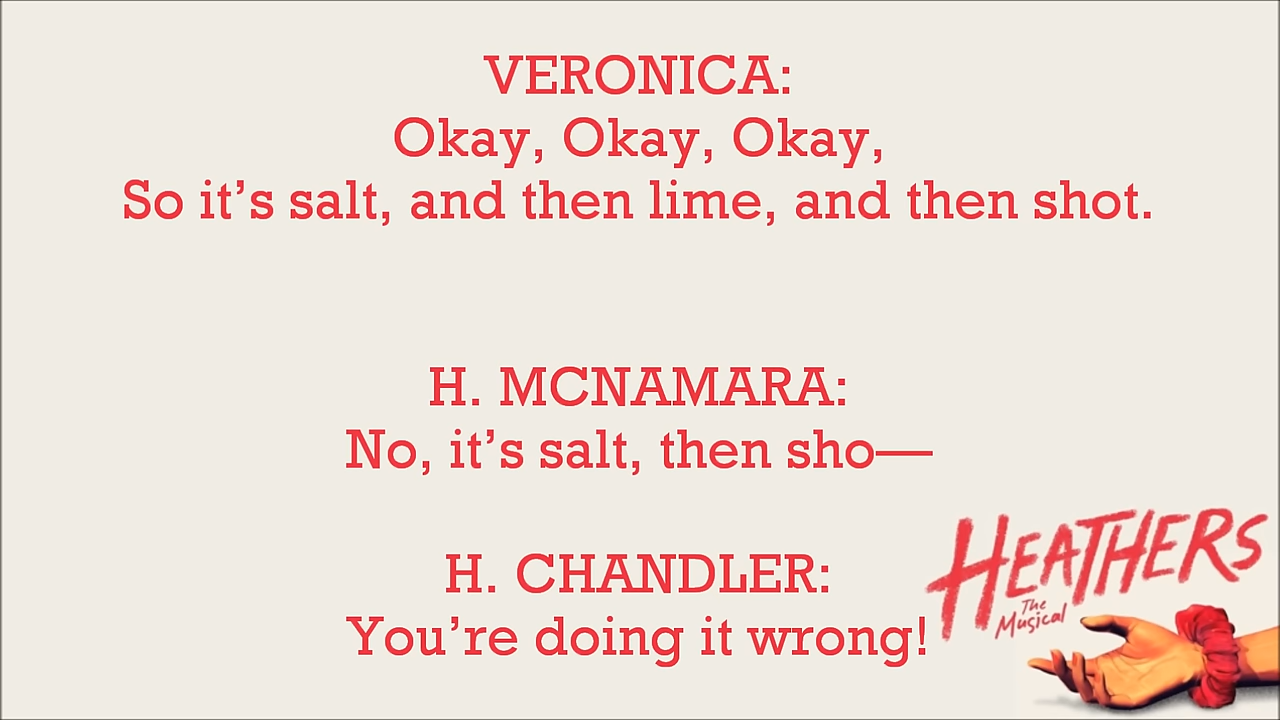 VERONICA:
Okay, Okay, Okay,
So it’s salt, and then lime, and then shot.
H. MCNAMARA:
No, it’s salt, then sho—
H. CHANDLER:
You’re doing it wrong!
HEATHERS
The
Musical